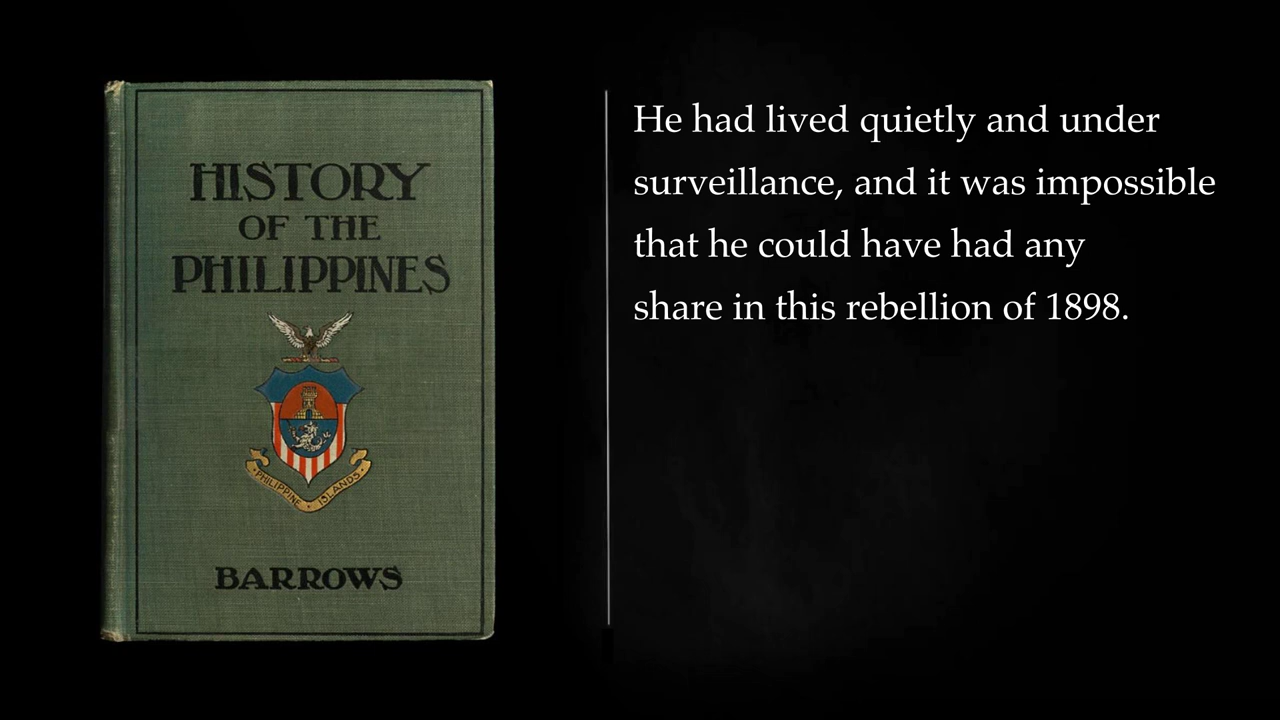 HISTORY
OF THE
PHILIPPINES
PHILIPPINE ISLANDS
BARROWS
He had lived quietly and under
surveillance, and it was impossible
that he could have had any
share in this rebellion of 1898.